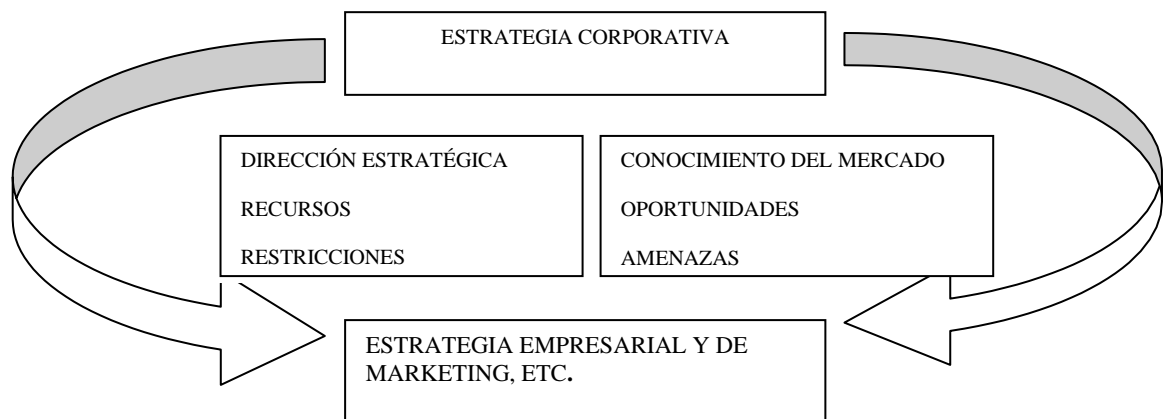 ESTRATEGIA CORPORATIVA
DIRECCIÓN ESTRATÉGICA
RECURSOS
RESTRICCIONES
CONOCIMIENTO DEL MERCADO
OPORTUNIDADES
AMENAZAS
ESTRATEGIA EMPRESARIAL Y DE
MARKETING, ETC.